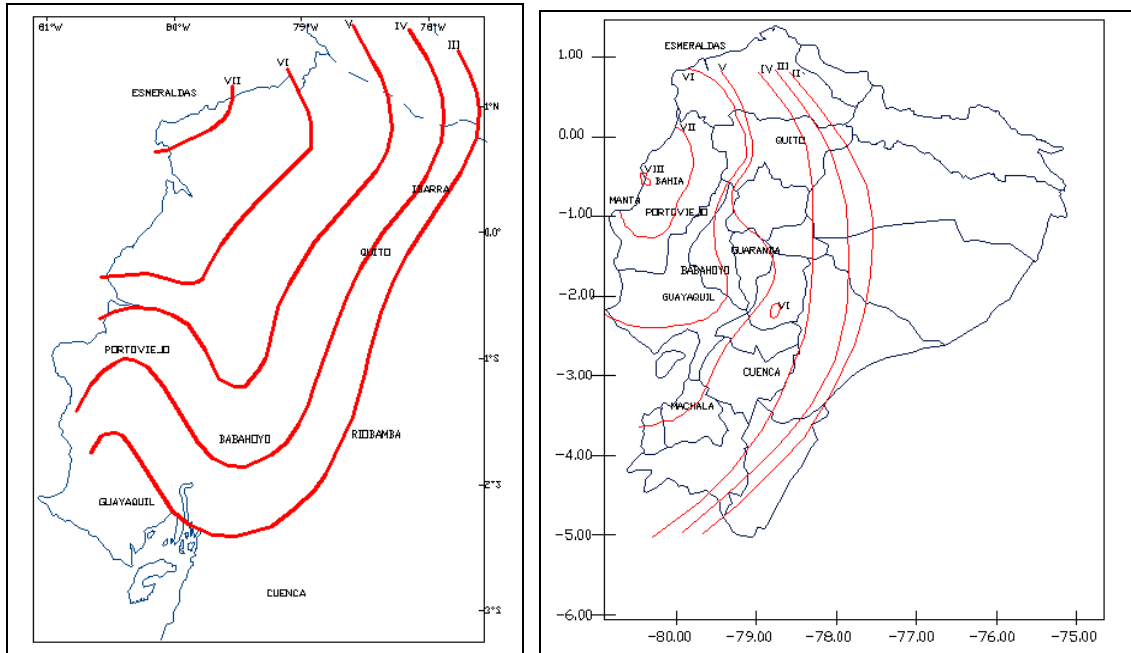 81°W 80°W 79°W 78°W
V IV III
VI
VII
ESMERALDAS
1°N
IBARRA
0.0°
QUITO
PORTOVIEJO
1°S
BABAHOYO
RIOBAMBA
2°S
GUAYAQUIL
CUENCA
3°S
ESMERALDAS
1.00
VI V IV III II
0.00
VII
QUITO
VIII
BAHIA
MANTA
PORTOVIEJO
-1.00
GUARANDA
BABAHOYO
GUAYAQUIL
-2.00
VI
CUENCA
-3.00
MACHALA
-4.00
-5.00
-6.00
-80.00 -79.00 -78.00 -77.00 -76.00 -75.00